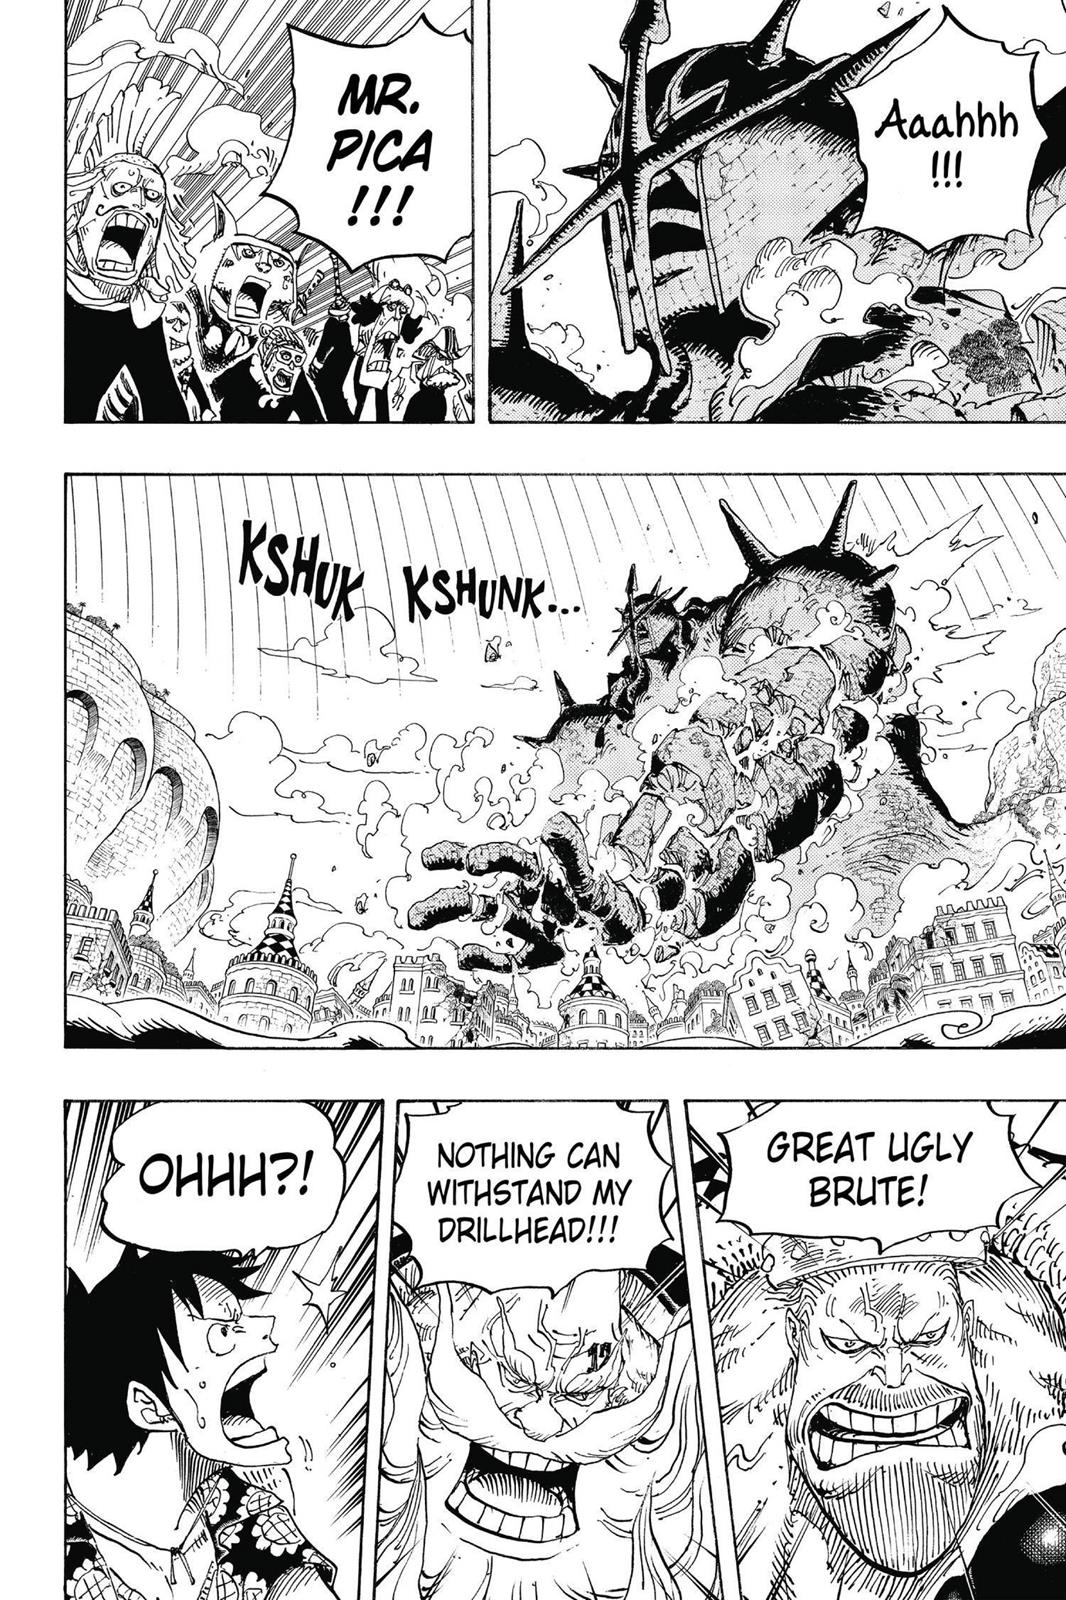 Aaahhh
!!!
MR.
PICA
!!!
KSHUK KSHUNK...
GREAT UGLY
BRUTE!
NOTHING CAN
WITHSTAND MY
DRILLHEAD!!!
OHHH?!